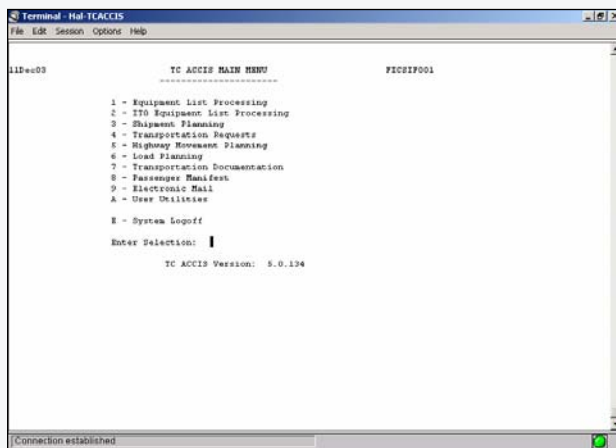 Terminal - Hal-TCACCIS
File Edit Session Options Help
11Dec03 TC ACCIS MAIN MENU FICSIF001
----------------------
1 - Equipment List Processing
2 - ITO Equipment List Processing
3 - Shipment Planning
4 - Transportation Requests
5 - Highway Movement Planning
6 - Load Planning
7 - Transportation Documentation
8 - Passenger Manifest
9 - Electronic Mail
A - User Utilities
E - System Logoff
Enter Selection:
TC ACCIS Version: 5.0.134
Connection established